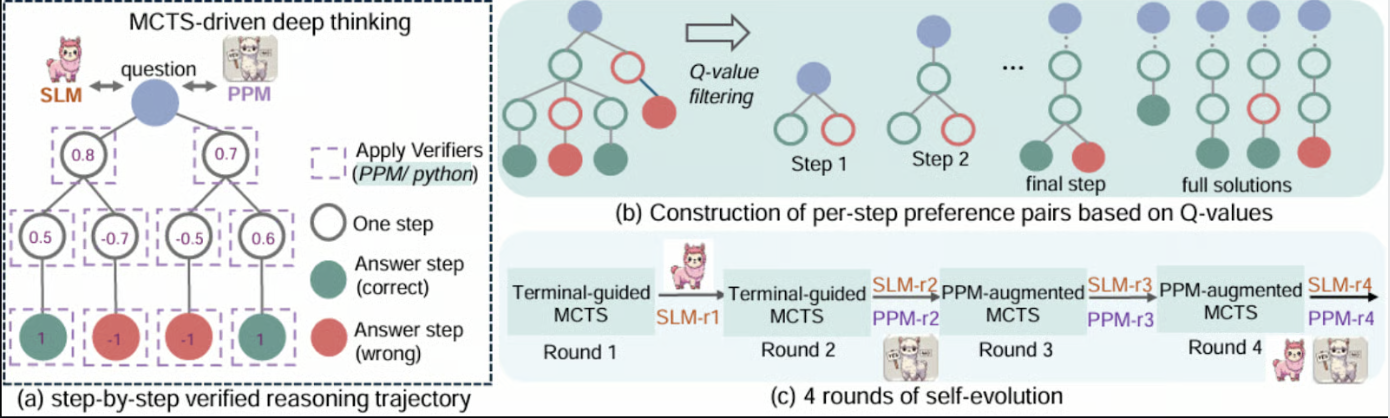 MCTS-driven deep thinking
question
SLM
PPM
0.8
0.7
Apply Verifiers
(PPM/ python)
0.5
-0.7
-0.5
0.6
One step
Answer step
(correct)
1
-1
-1
1
Answer step
(wrong)
(a) step-by-step verified reasoning trajectory
Q-value
filtering
...
Step 1
Step 2
final step
full solutions
(b) Construction of per-step preference pairs based on Q-values
Terminal-guided
MCTS
Round 1
SLM-r1
Terminal-guided
MCTS
Round 2
SLM-r2
PPM-r2
PPM-augmented
MCTS
Round 3
SLM-r3
PPM-r3
PPM-augmented
MCTS
Round 4
SLM-r4
PPM-r4
(c) 4 rounds of self-evolution